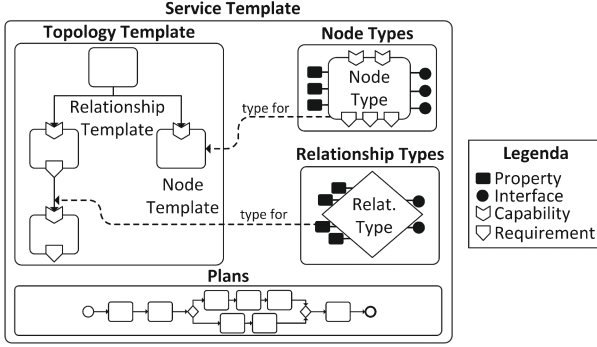 Service Template
Topology Template
Relationship
Template
Node
Template
type for
type for
Node Types
Node
Type
Relationship Types
Relat.
Type
Plans
Legenda
Property
Interface
Capability
Requirement